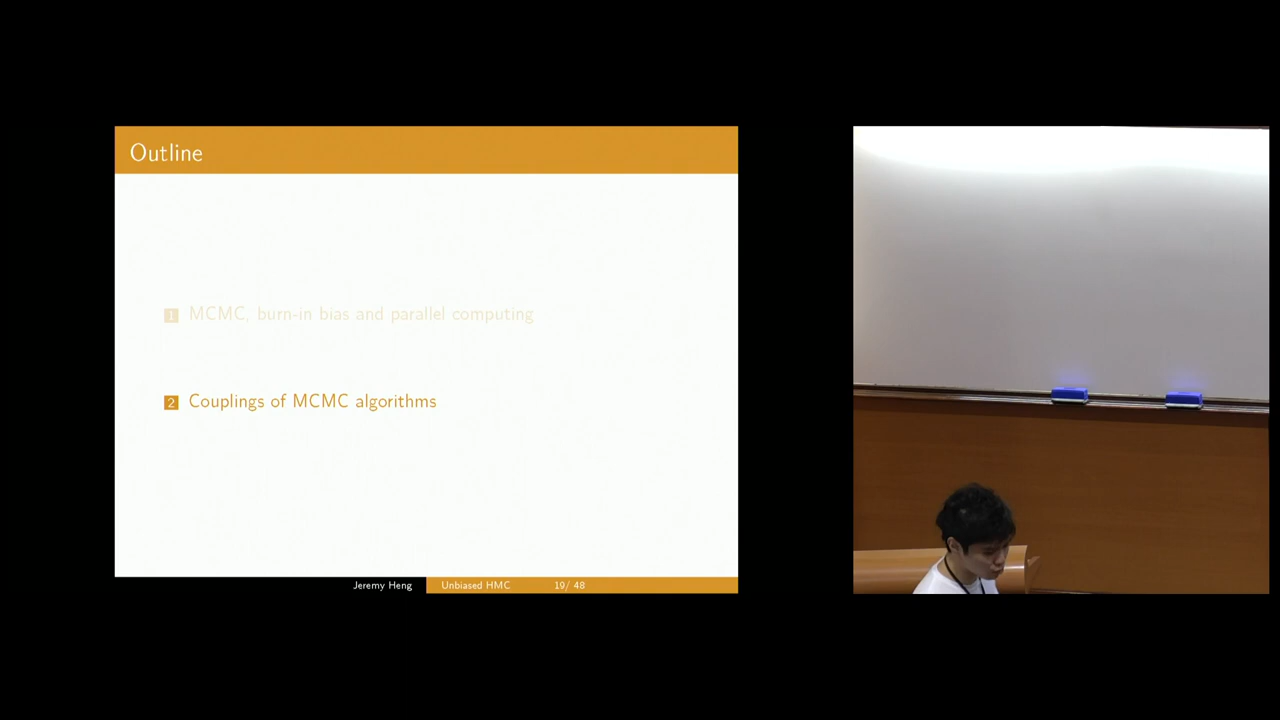 Outline
1 MCMC, burn-in bias and parallel computing
2 Couplings of MCMC algorithms
Jeremy Heng Unbiased HMC 19/ 48